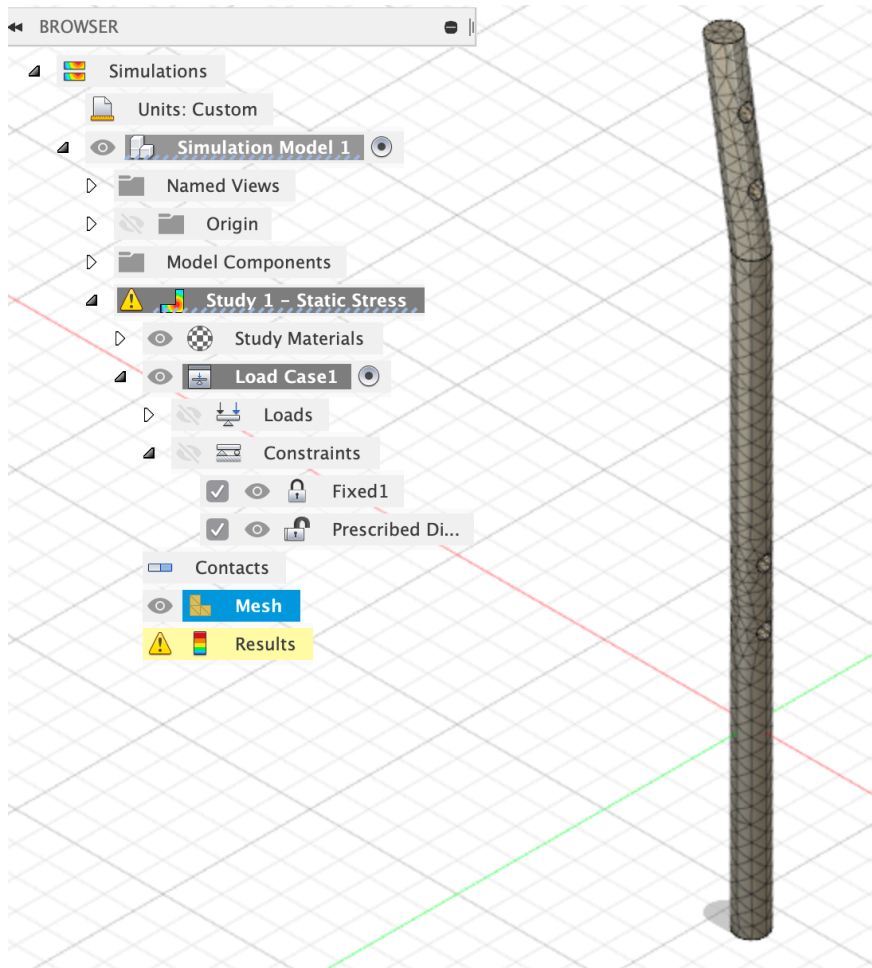 BROWSER
Simulations
Units: Custom
Simulation Model 1
Named Views
Origin
Model Components
Study 1 - Static Stress
Study Materials
Load Case1
Loads
Constraints
Fixed1
Prescribed Di...
Contacts
Mesh
Results